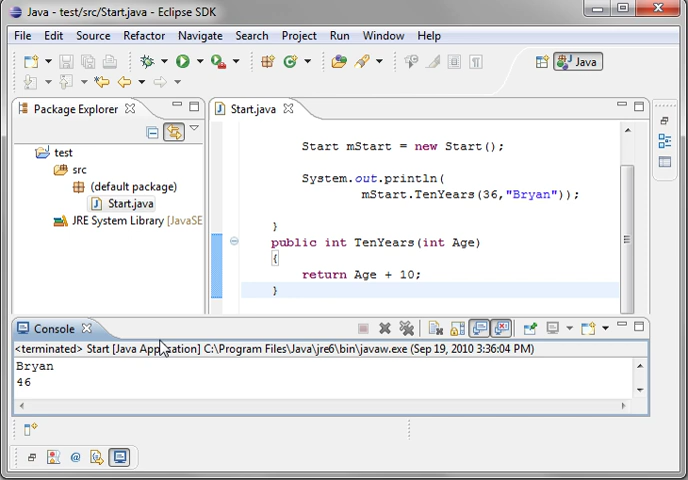 Java - test/src/Start.java - Eclipse SDK
File Edit Source Refactor Navigate Search Project Run Window Help
Java
Package Explorer
Start.java
test
src
(default package)
Start.java
JRE System Library [JavaSE
Start mStart = new Start();
System.out.println(
mStart.TenYears(36,"Bryan"));
}
public int TenYears(int Age)
{
return Age + 10;
}
Console
<terminated> Start [Java Application] C:\Program Files\Java\jre6\bin\javaw.exe (Sep 19, 2010 3:36:04 PM)
Bryan
46